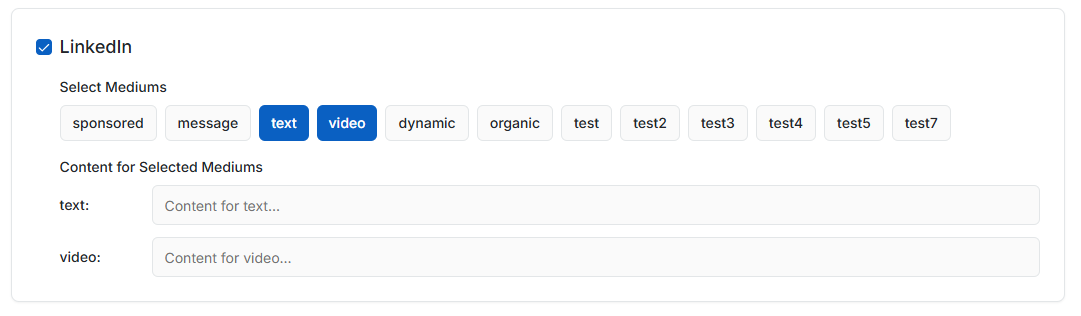 LinkedIn
Select Mediums
sponsored message text video dynamic organic test test2 test3 test4 test5 test7
Content for Selected Mediums
text: Content for text...
video: Content for video...